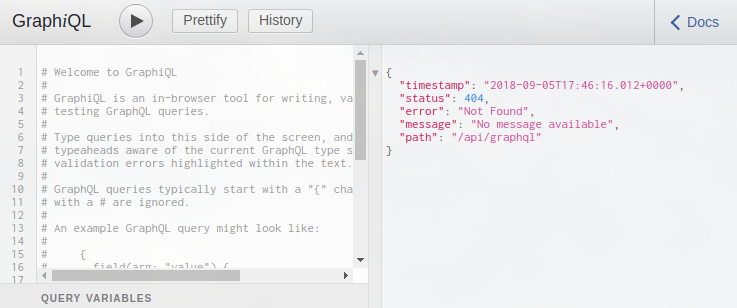 GraphiQL
Prettify
History
Docs
1 # Welcome to GraphiQL
2 #
3 # GraphiQL is an in-browser tool for writing, va
4 # testing GraphQL queries.
5 #
6 # Type queries into this side of the screen, and
7 # typeaheads aware of the current GraphQL type s
8 # validation errors highlighted within the text.
9 #
10 # GraphQL queries typically start with a "{" cha
11 # with a # are ignored.
12 #
13 # An example GraphQL query might look like:
14 #
15 #     {
16 #       field(arg: "value") {
17
QUERY VARIABLES
{
  "timestamp": "2018-09-05T17:46:16.012+0000",
  "status": 404,
  "error": "Not Found",
  "message": "No message available",
  "path": "/api/graphql"
}